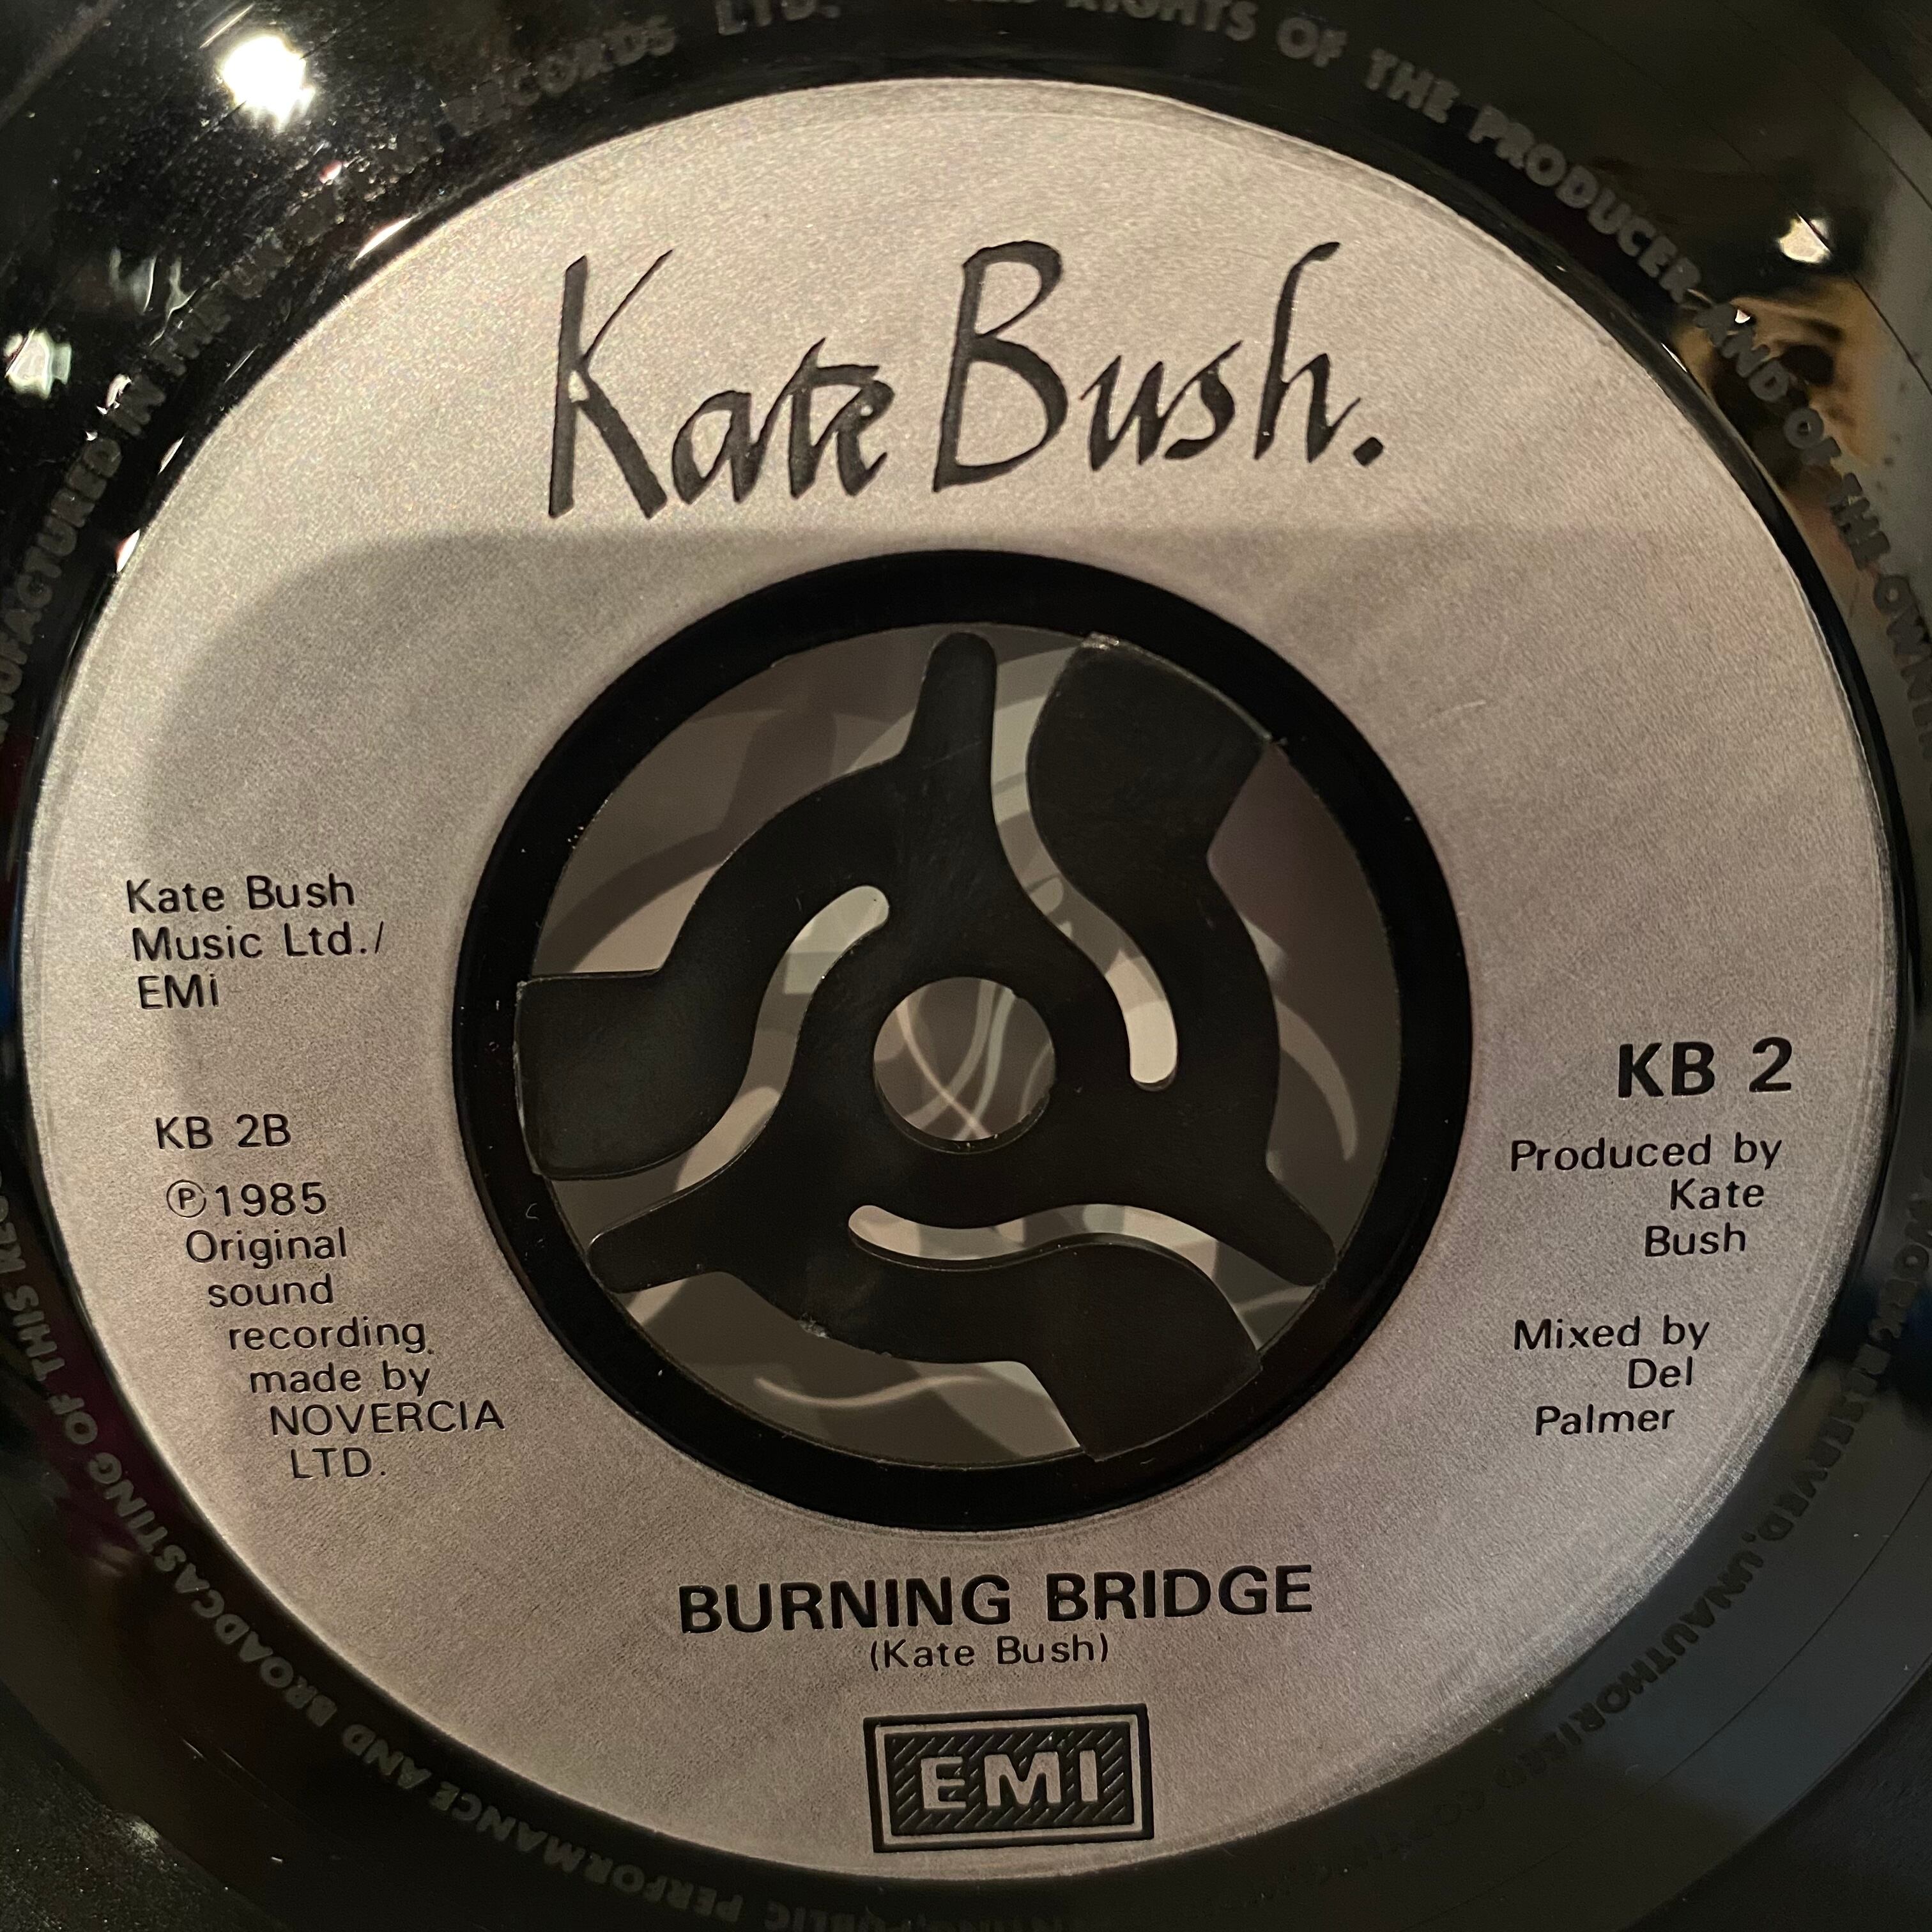 RECORDS LTD.
RIGHTS OF THE PRODUCER AND OF THE OWNER
MANUFACTURED IN THE
Kate Bush.
Kate Bush
Music Ltd./
EMI
KB 2B
℗1985
Original
sound
recording
made by
NOVERCIA
LTD.
KB 2
Produced by
Kate
Bush
Mixed by
Del
Palmer
BURNING BRIDGE
(Kate Bush)
EMI
WORK RESERVED, UNAUTHORISED
PUBLIC PERFORMANCE AND BROADCASTING OF THIS